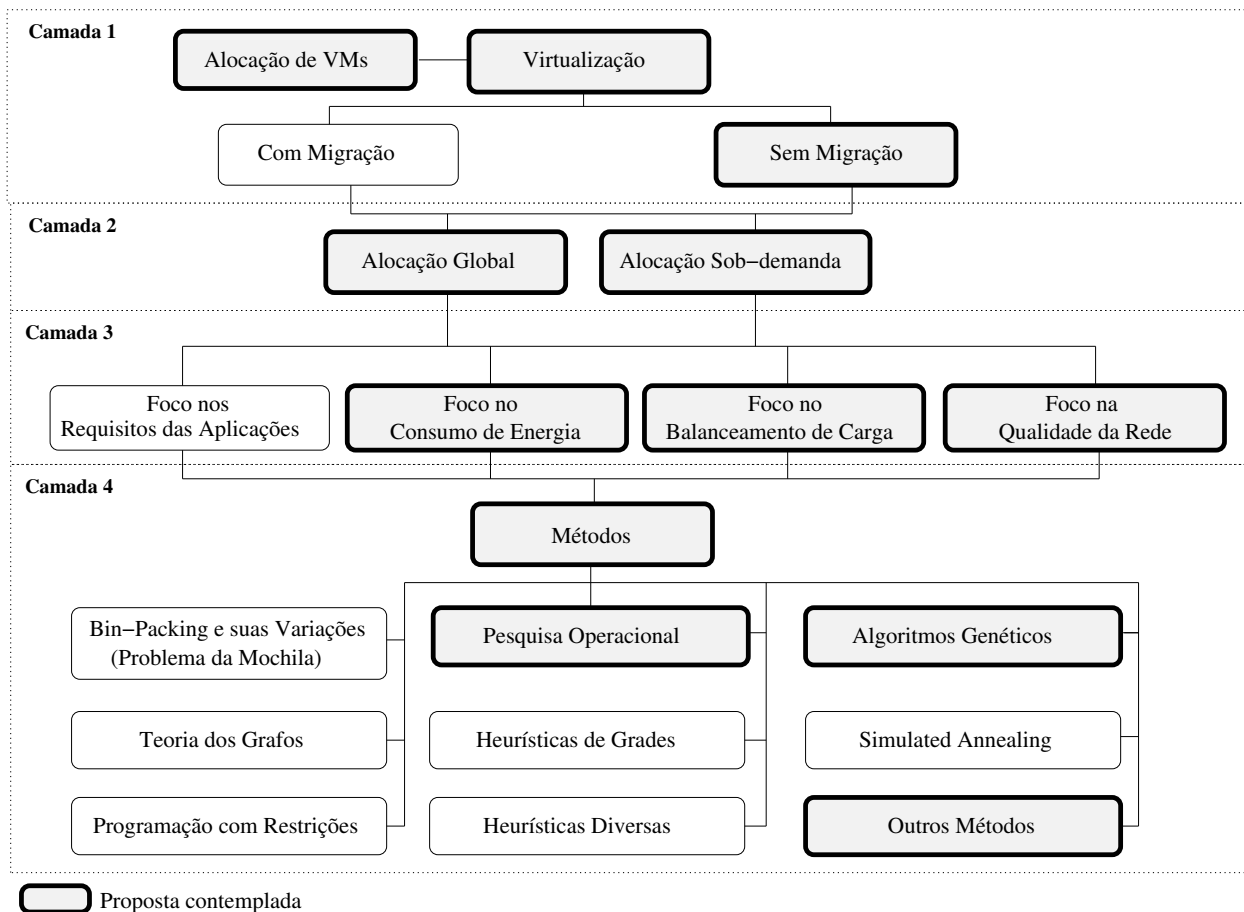 Camada 1
Alocação de VMs
Virtualização
Com Migração
Sem Migração
Camada 2
Alocação Global
Alocação Sob−demanda
Camada 3
Foco nos
Requisitos das Aplicações
Foco no
Consumo de Energia
Foco no
Balanceamento de Carga
Foco na
Qualidade da Rede
Camada 4
Métodos
Bin−Packing e suas Variações
(Problema da Mochila)
Pesquisa Operacional
Algoritmos Genéticos
Teoria dos Grafos
Heurísticas de Grades
Simulated Annealing
Programação com Restrições
Heurísticas Diversas
Outros Métodos
Proposta contemplada